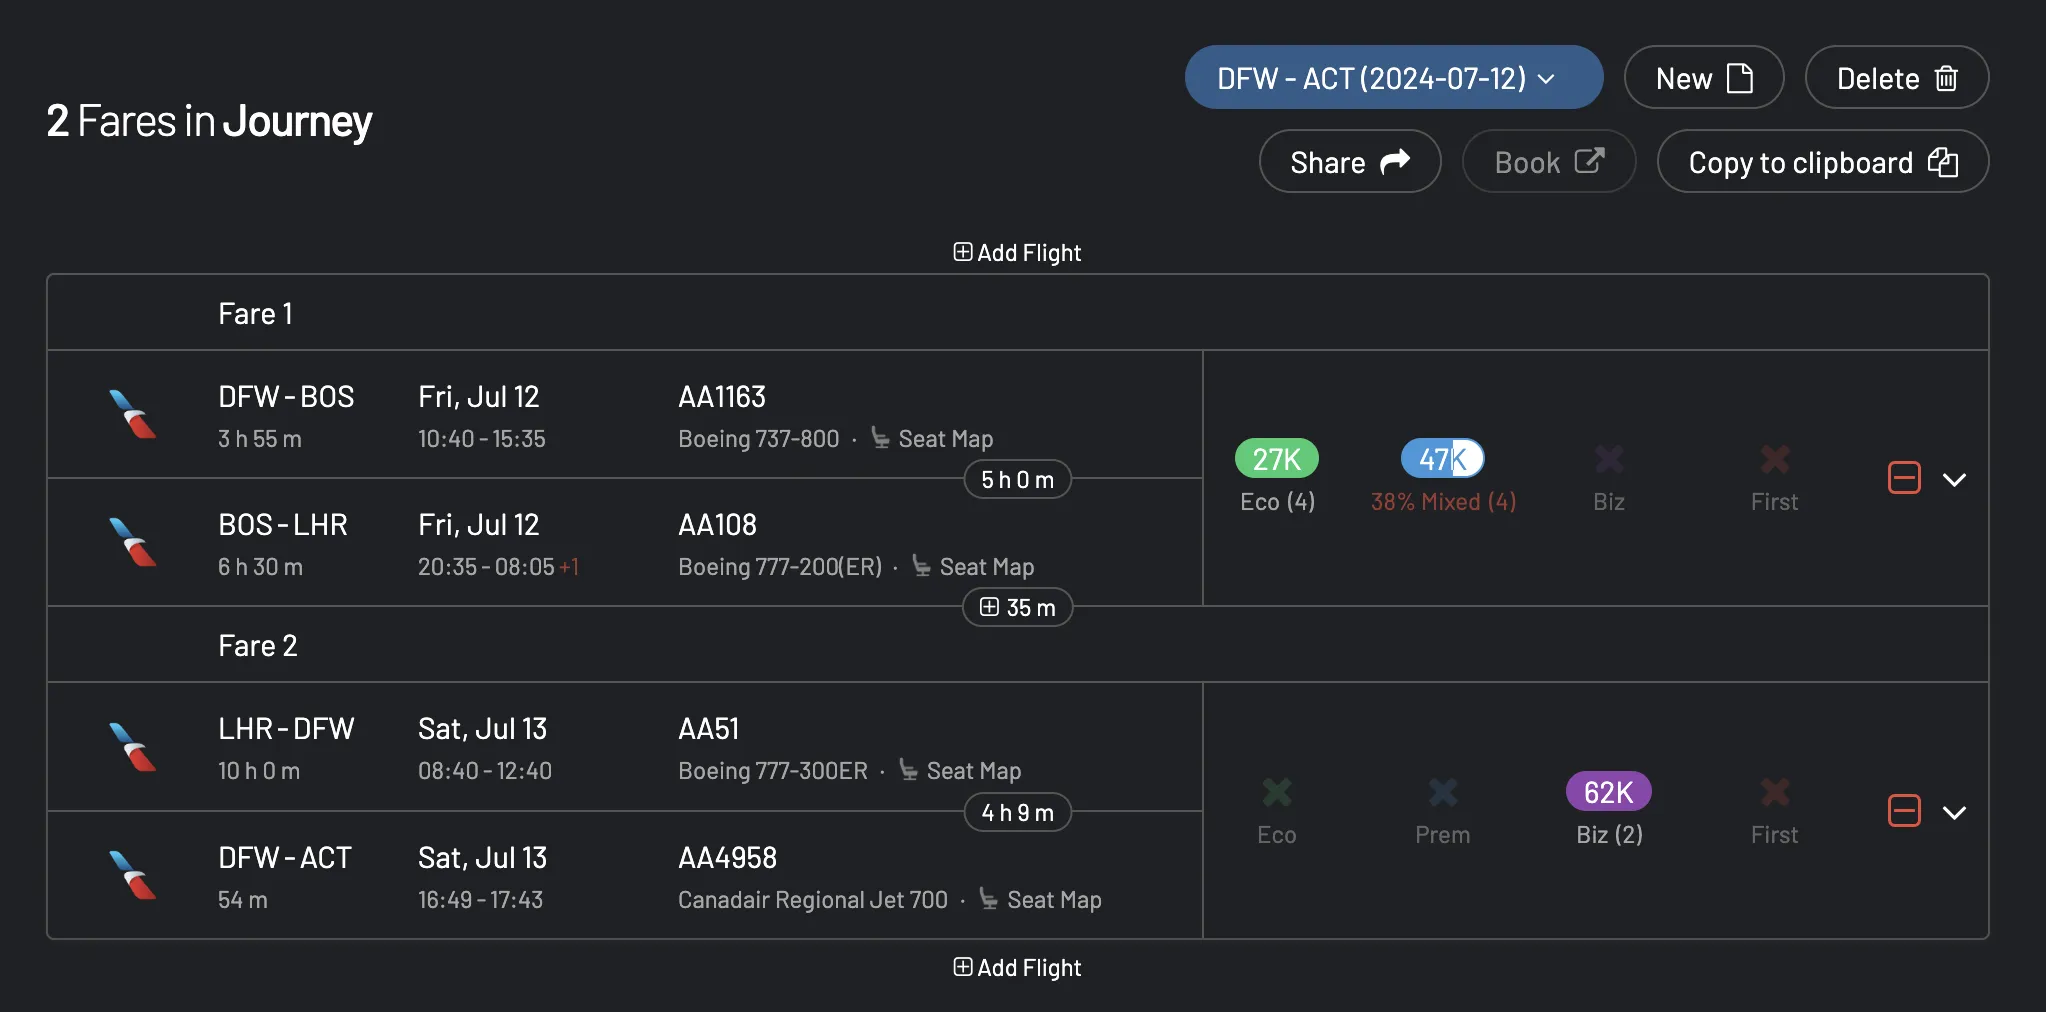 DFW - ACT (2024-07-12)
New
Delete
2 Fares in Journey
Share
Book
Copy to clipboard
Add Flight
Fare 1
DFW - BOS
Fri, Jul 12
AA1163
3 h 55 m
10:40 - 15:35
Boeing 737-800 · Seat Map
27K
47K
Eco (4)
38% Mixed (4)
Biz
First
5 h 0 m
BOS - LHR
Fri, Jul 12
AA108
6 h 30 m
20:35 - 08:05 +1
Boeing 777-200(ER) · Seat Map
35 m
Fare 2
LHR - DFW
Sat, Jul 13
AA51
10 h 0 m
08:40 - 12:40
Boeing 777-300ER · Seat Map
62K
Eco
Prem
Biz (2)
First
4 h 9 m
DFW - ACT
Sat, Jul 13
AA4958
54 m
16:49 - 17:43
Canadair Regional Jet 700 · Seat Map
Add Flight